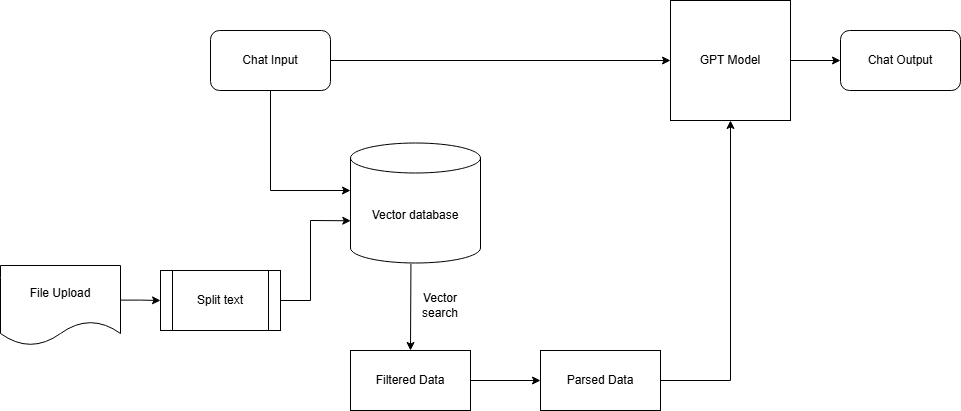 Chat Input
GPT Model
Chat Output
Vector database
File Upload
Split text
Vector
search
Filtered Data
Parsed Data